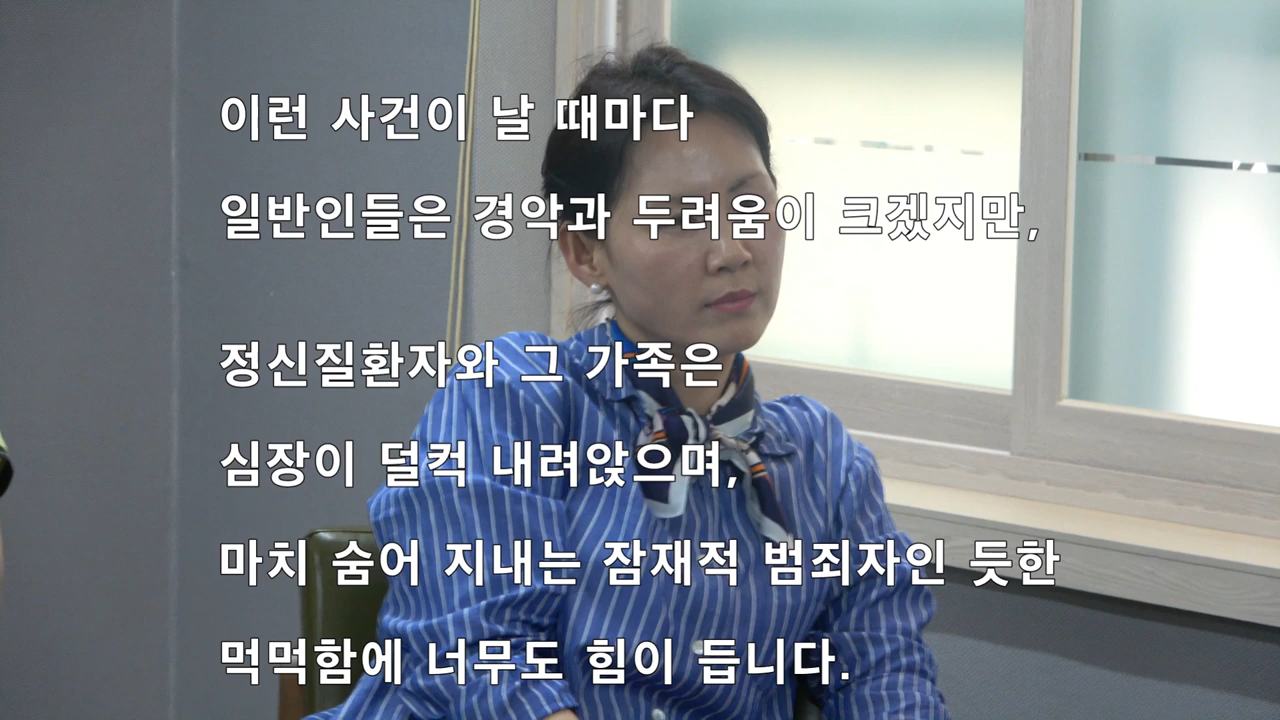 이런 사건이 날 때마다
일반인들은 경악과 두려움이 크겠지만,
정신질환자와 그 가족은
심장이 덜컥 내려앉으며,
마치 숨어 지내는 잠재적 범죄자인 듯한
먹먹함에 너무도 힘이 듭니다.